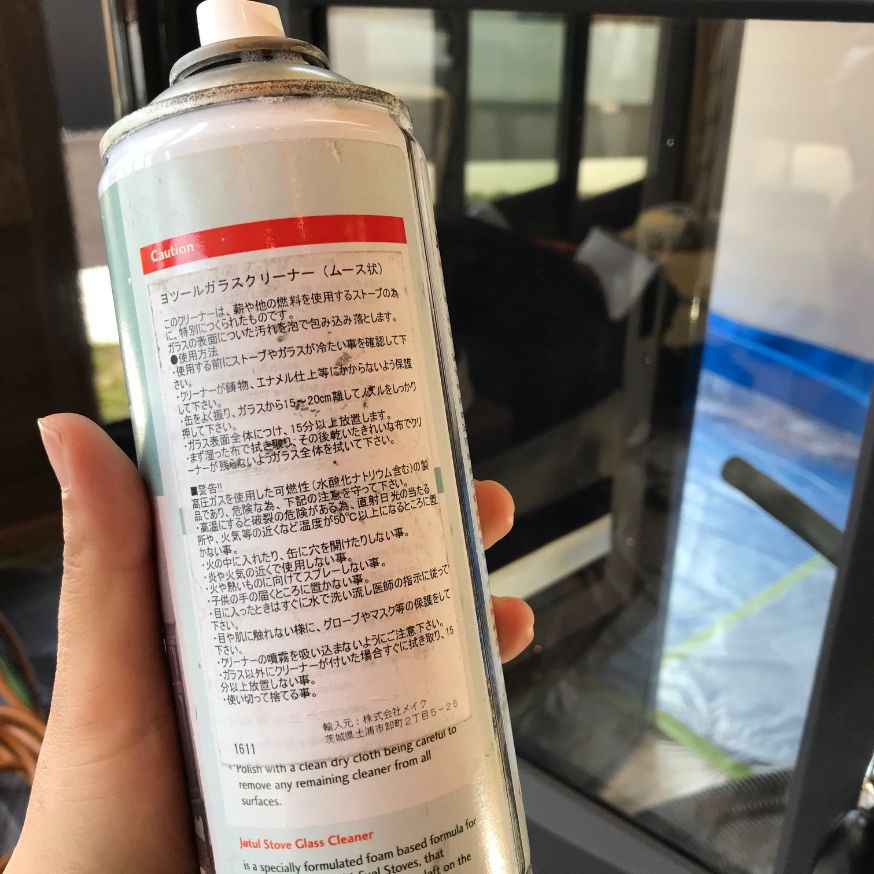 Caution
ヨツールガラスクリーナー（ムース状）
このクリーナーは、薪や他の燃料を使用するストーブの為
に、特別につくられたものです。
ガラスの表面についた汚れを泡で包み込み落とします。
●使用方法
・使用する前にストーブやガラスが冷たい事を確認して下
さい。
・クリーナーが鋳物、エナメル仕上等にかからないよう保護
して下さい。
・缶をよく振り、ガラスから15～20cm離してノズルをしっかり
押して下さい。
・ガラス表面全体につけ、15分以上放置します。
・まず湿った布で拭き取り、その後乾いたきれいな布でクリ
ーナーが残らないようガラス全体を拭いて下さい。
■警告!!
高圧ガスを使用した可燃性（水酸化ナトリウム含む）の製
品であり、危険な為、下記の注意を守って下さい。
・高温にすると破裂の危険がある為、直射日光の当たる
所や、火気等の近くなど温度が50℃以上になるところに置
かない事。
・火の中に入れたり、缶に穴を開けたりしない事。
・炎や火気の近くで使用しない事。
・火や熱いものに向けてスプレーしない事。
・子供の手の届くところに置かない事。
・目に入ったときはすぐに水で洗い流し医師の指示に従って
下さい。
・目や肌に触れない様に、グローブやマスク等の保護をして
下さい。
・クリーナーの噴霧を吸い込まないようにご注意下さい。
・ガラス以外にクリーナーが付いた場合すぐに拭き取り、15
分以上放置しない事。
・使い切って捨てる事。
輸入元：株式会社メイク
茨城県土浦市卸町2丁目5-25
1611
Polish with a clean dry cloth being careful to
remove any remaining cleaner from all
surfaces.
Jøtul Stove Glass Cleaner
is a specially formulated foam based formula for
Fuel Stoves, that
left on the